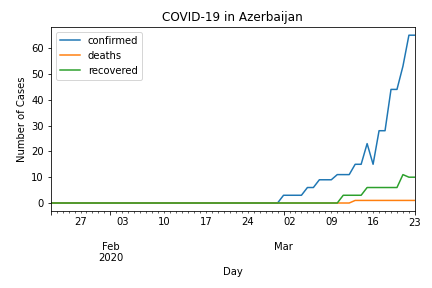 COVID-19 in Azerbaijan
confirmed
deaths
recovered
Number of Cases
60
50
40
30
20
10
0
27 03 10 17 24 02 09 16 23
Feb Mar
2020
Day